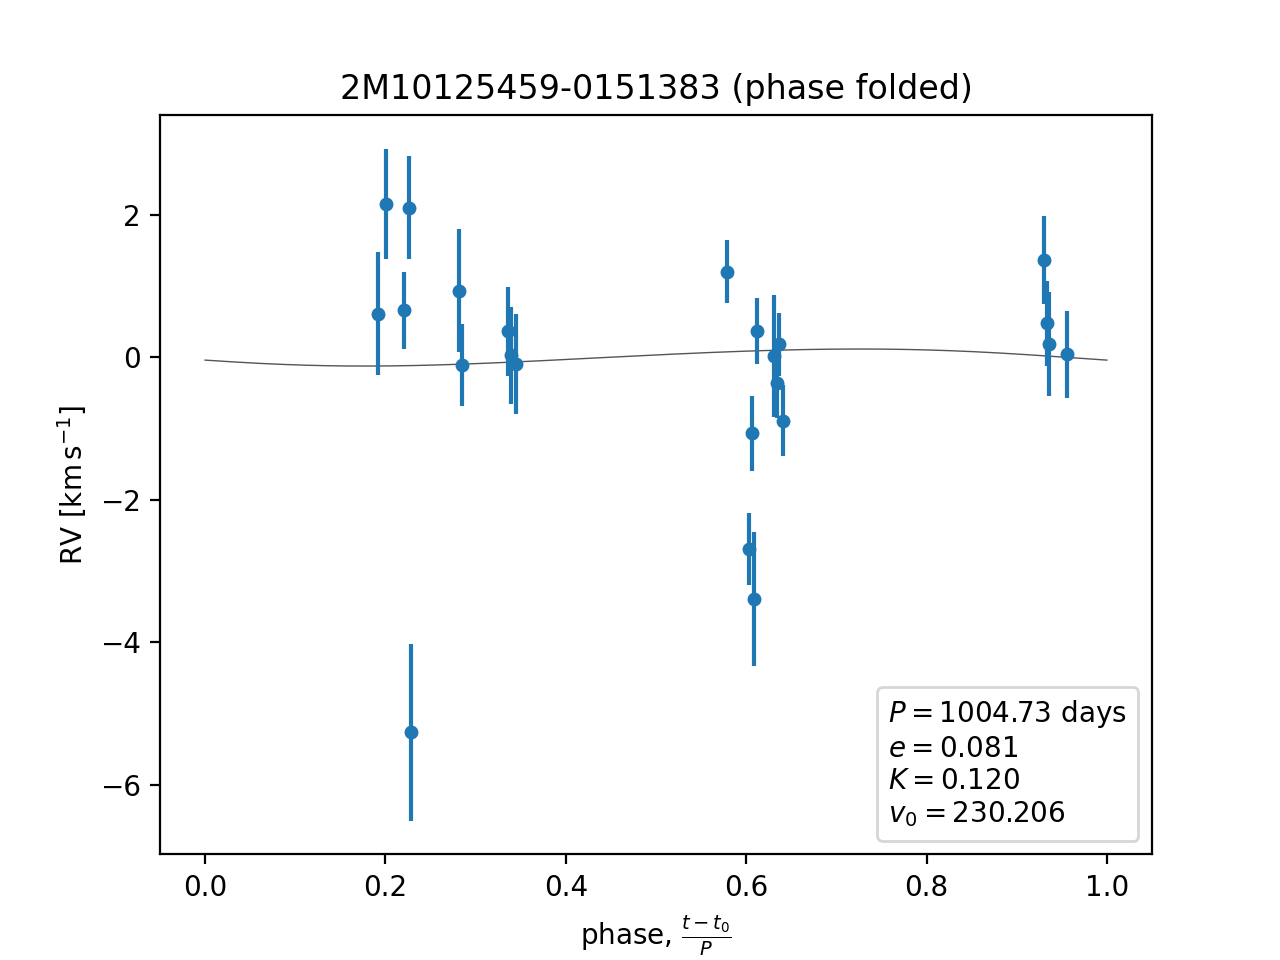 2M10125459-0151383 (phase folded)
RV [km s⁻¹]
2
0
−2
−4
−6
P = 1004.73 days
e = 0.081
K = 0.120
v₀ = 230.206
0.0 0.2 0.4 0.6 0.8 1.0
phase, (t − t₀)/P